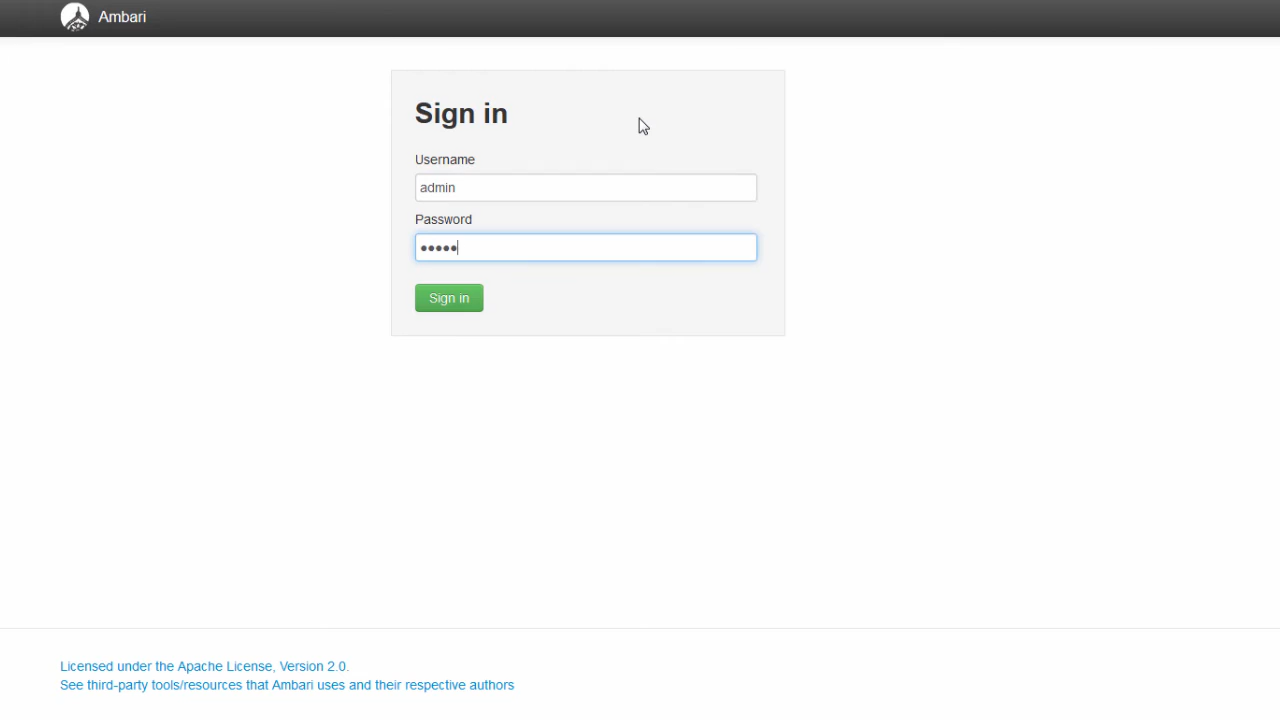 Ambari
Sign in
Username
admin
Password
●●●●●
Sign in
Licensed under the Apache License, Version 2.0.
See third-party tools/resources that Ambari uses and their respective authors